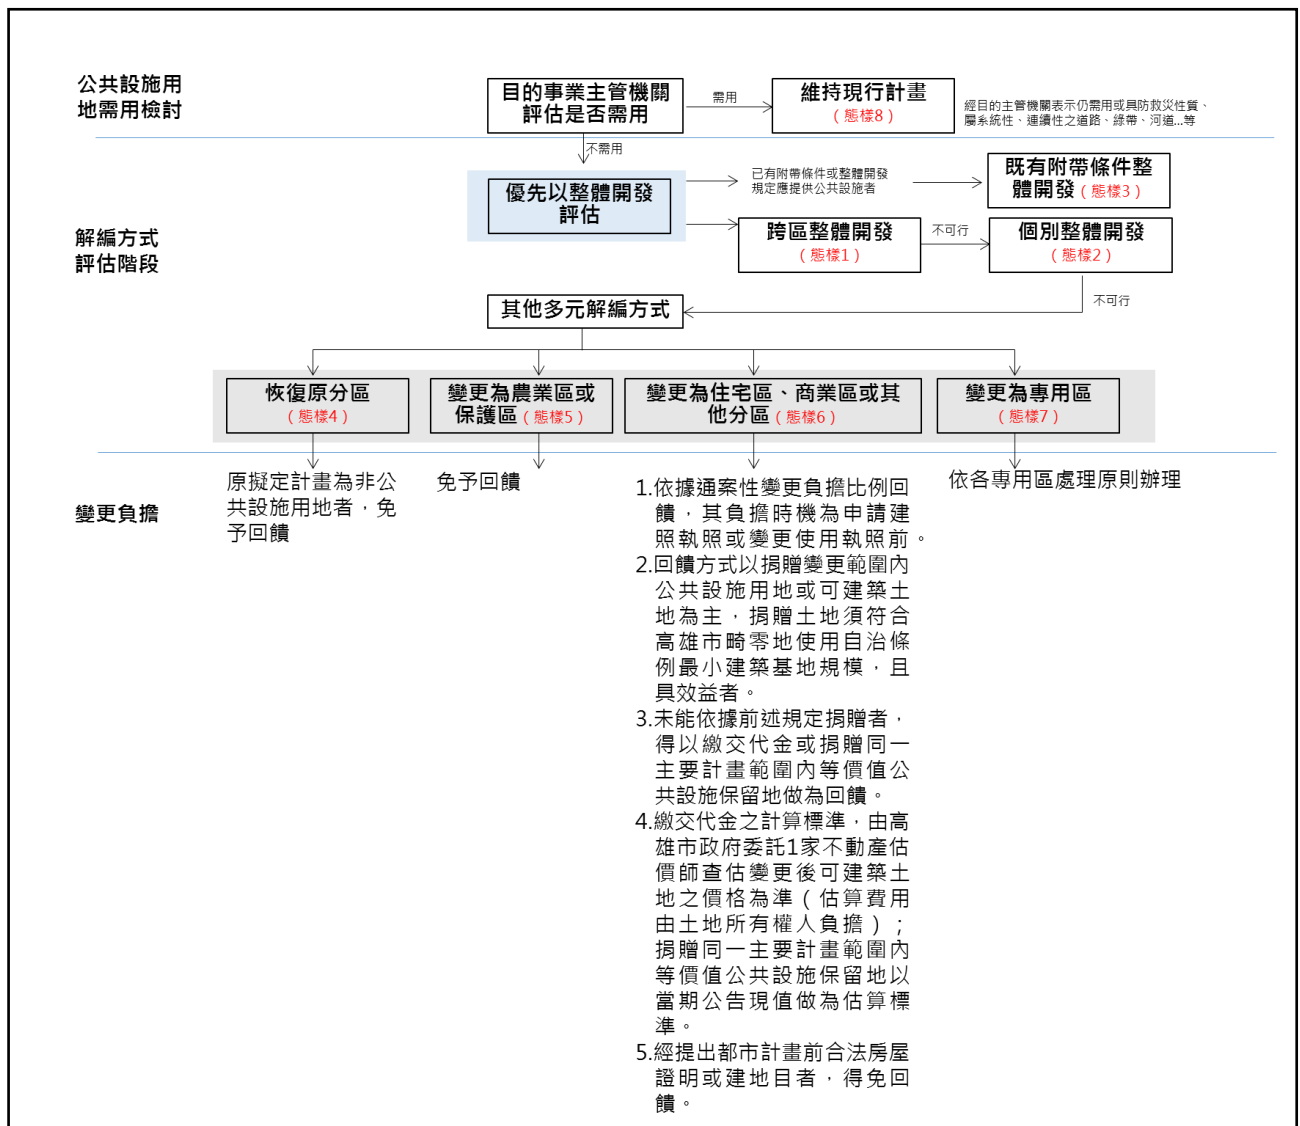 公共設施用
地需用檢討
目的事業主管機關
評估是否需用
需用
維持現行計畫
（態樣8）
經目的主管機關表示仍需用或具防救災性質、
屬系統性、連續性之道路、綠帶、河道…等
不需用
解編方式
評估階段
優先以整體開發
評估
已有附帶條件或整體開發
規定應提供公共設施者
既有附帶條件整
體開發（態樣3）
跨區整體開發
（態樣1）
不可行
個別整體開發
（態樣2）
不可行
其他多元解編方式
恢復原分區
（態樣4）
變更為農業區或
保護區（態樣5）
變更為住宅區、商業區或其
他分區（態樣6）
變更為專用區
（態樣7）
變更負擔
原擬定計畫為非公
共設施用地者，免
予回饋
免予回饋
1.依據通案性變更負擔比例回
饋，其負擔時機為申請建
照執照或變更使用執照前。
2.回饋方式以捐贈變更範圍內
公共設施用地或可建築土
地為主，捐贈土地須符合
高雄市畸零地使用自治條
例最小建築基地規模，且
具效益者。
3.未能依據前述規定捐贈者，
得以繳交代金或捐贈同一
主要計畫範圍內等價值公
共設施保留地做為回饋。
4.繳交代金之計算標準，由高
雄市政府委託1家不動產估
價師查估變更後可建築土
地之價格為準（估算費用
由土地所有權人負擔）；
捐贈同一主要計畫範圍內
等價值公共設施保留地以
當期公告現值做為估算標
準。
5.經提出都市計畫前合法房屋
證明或建地目者，得免回
饋。
依各專用區處理原則辦理